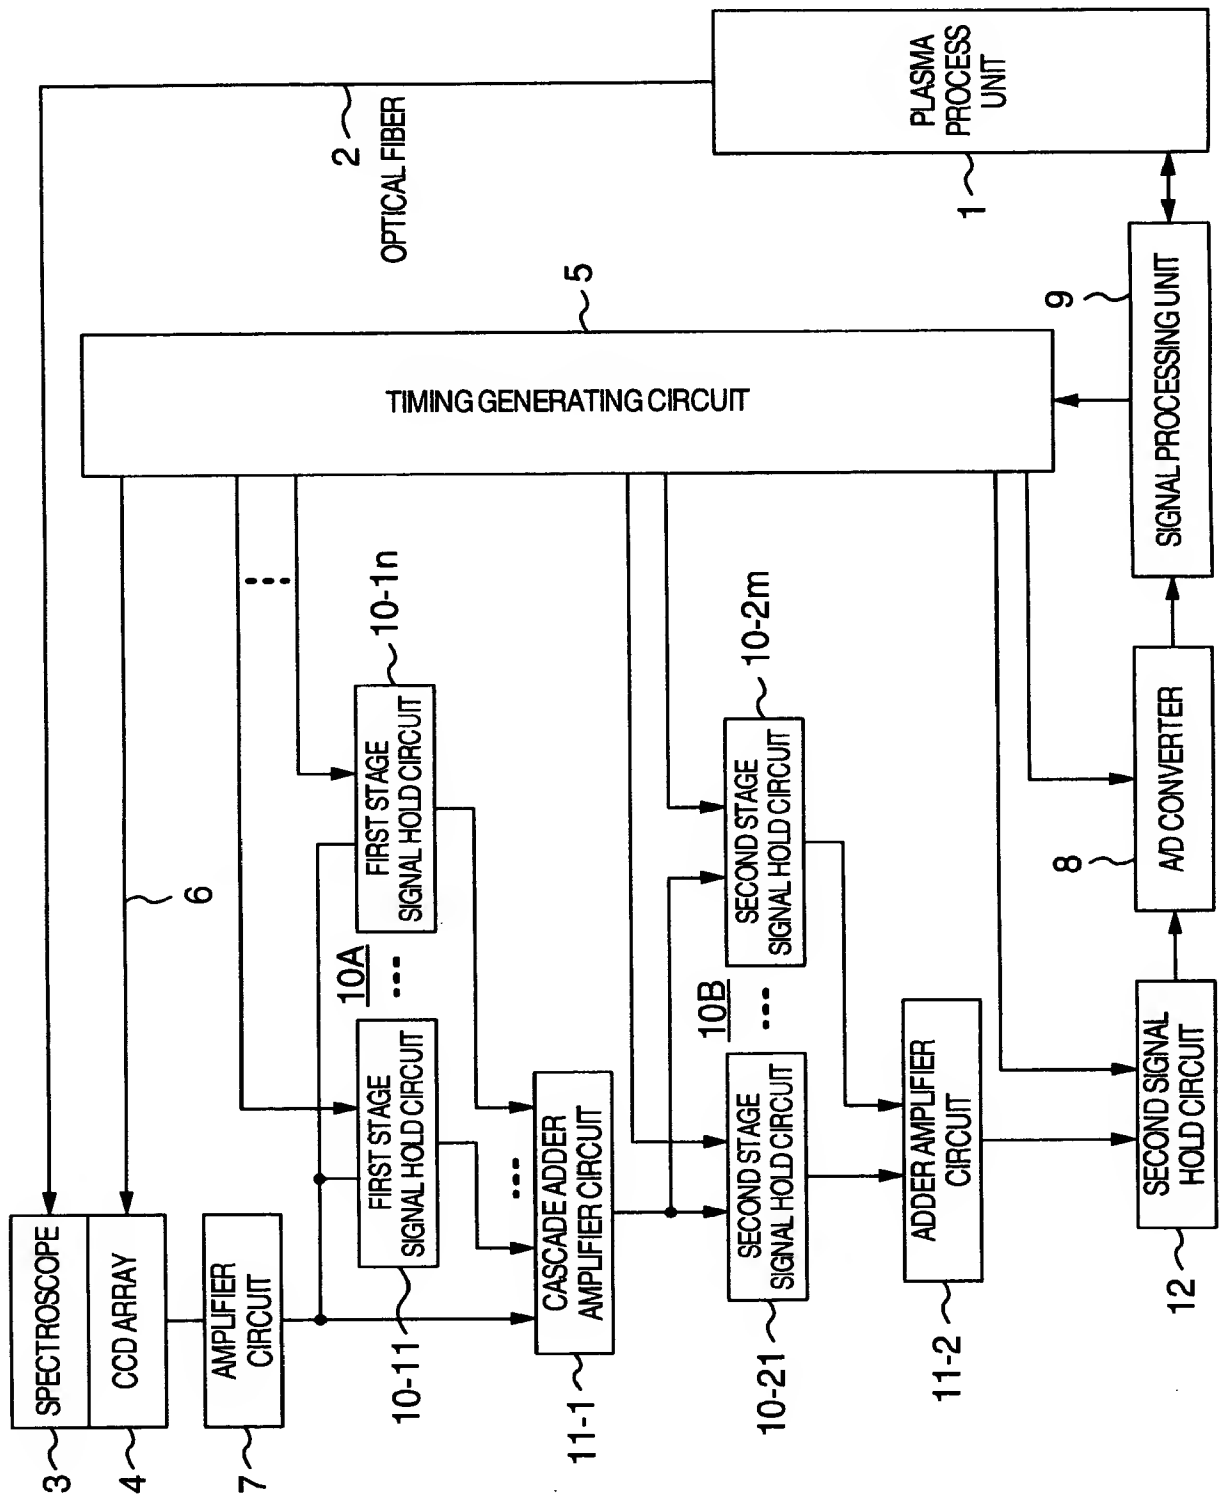 SPECTROSCOPE
3
CCD ARRAY
4
AMPLIFIER
CIRCUIT
7
6
2
OPTICAL FIBER
PLASMA
PROCESS
UNIT
1
TIMING GENERATING CIRCUIT
5
FIRST STAGE
SIGNAL HOLD CIRCUIT
10-11
10A
FIRST STAGE
SIGNAL HOLD CIRCUIT
10-1n
CASCADE ADDER
AMPLIFIER CIRCUIT
11-1
SECOND STAGE
SIGNAL HOLD CIRCUIT
10-21
10B
SECOND STAGE
SIGNAL HOLD CIRCUIT
10-2m
ADDER AMPLIFIER
CIRCUIT
11-2
SECOND SIGNAL
HOLD CIRCUIT
12
A/D CONVERTER
8
SIGNAL PROCESSING UNIT
9